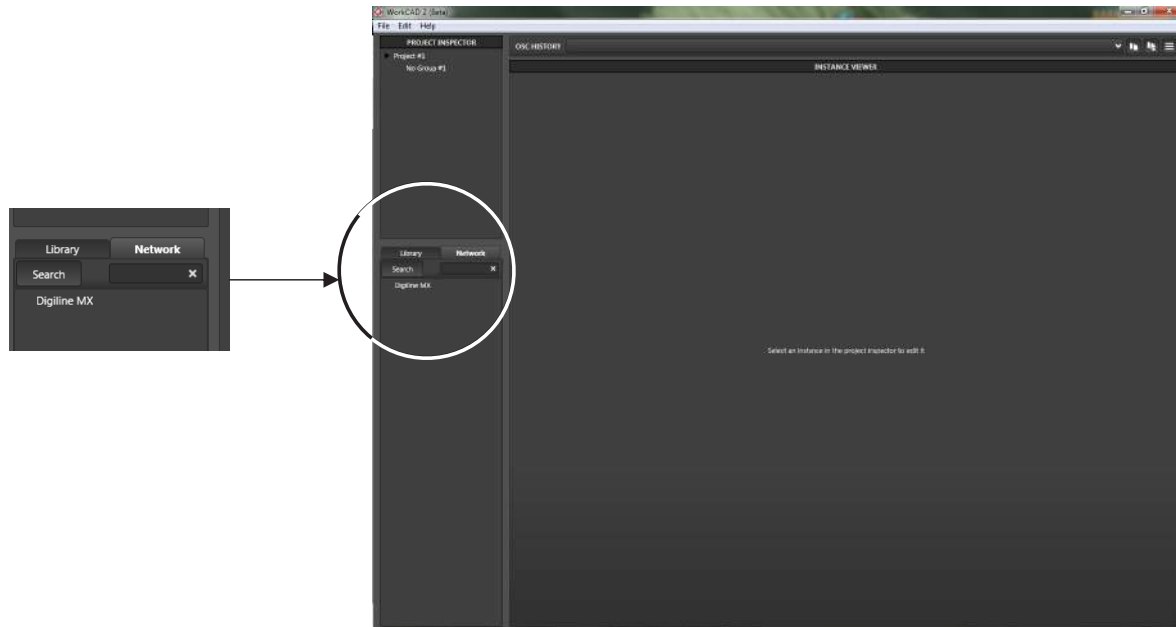 Library Network
Search ×
Digiline MX
WorkCAD 2 (Beta)
File Edit Help
PROJECT INSPECTOR
Project #1
No Group #1
Library Network
Search ×
Digiline MX
OSC HISTORY
INSTANCE VIEWER
Select an instance in the project inspector to edit it